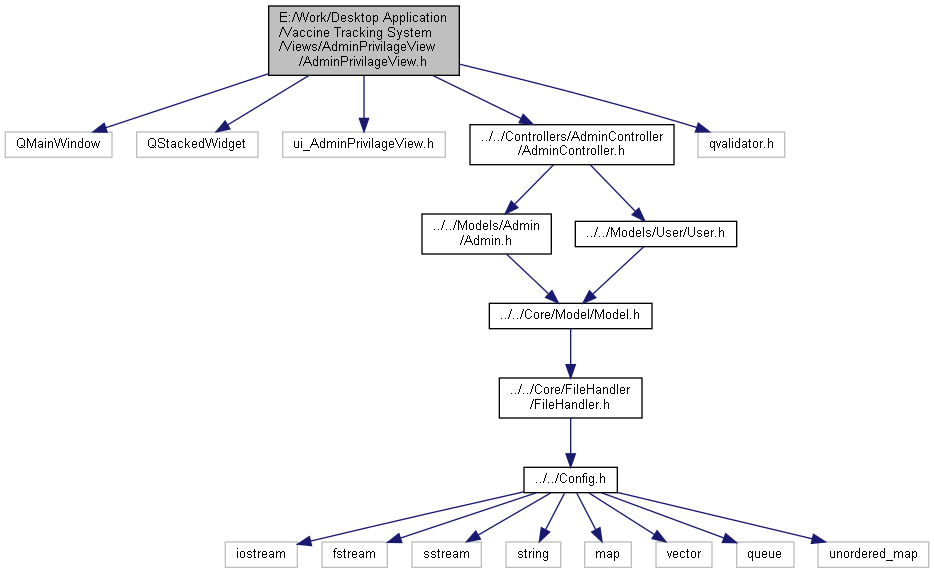 E:/Work/Desktop Application
/Vaccine Tracking System
/Views/AdminPrivilageView
/AdminPrivilageView.h
QMainWindow
QStackedWidget
ui_AdminPrivilageView.h
../../Controllers/AdminController
/AdminController.h
qvalidator.h
../../Models/Admin
/Admin.h
../../Models/User/User.h
../../Core/Model/Model.h
../../Core/FileHandler
/FileHandler.h
../../Config.h
iostream
fstream
sstream
string
map
vector
queue
unordered_map